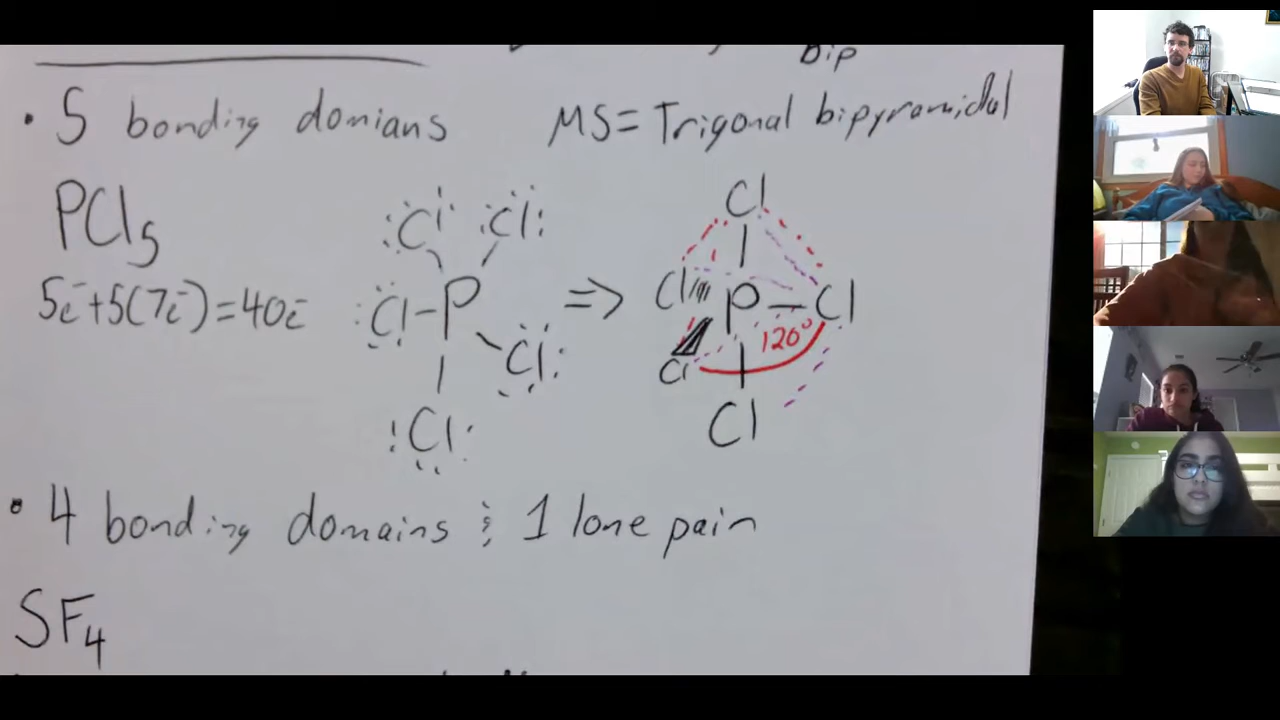 bip
• 5 bonding domians MS = Trigonal bipyramidal
PCl5
5e⁻+5(7e⁻)=40e⁻
Cl Cl
Cl-P
Cl
Cl
=>
Cl
Cl P-Cl
120°
Cl
Cl
• 4 bonding domains & 1 lone pain
SF4